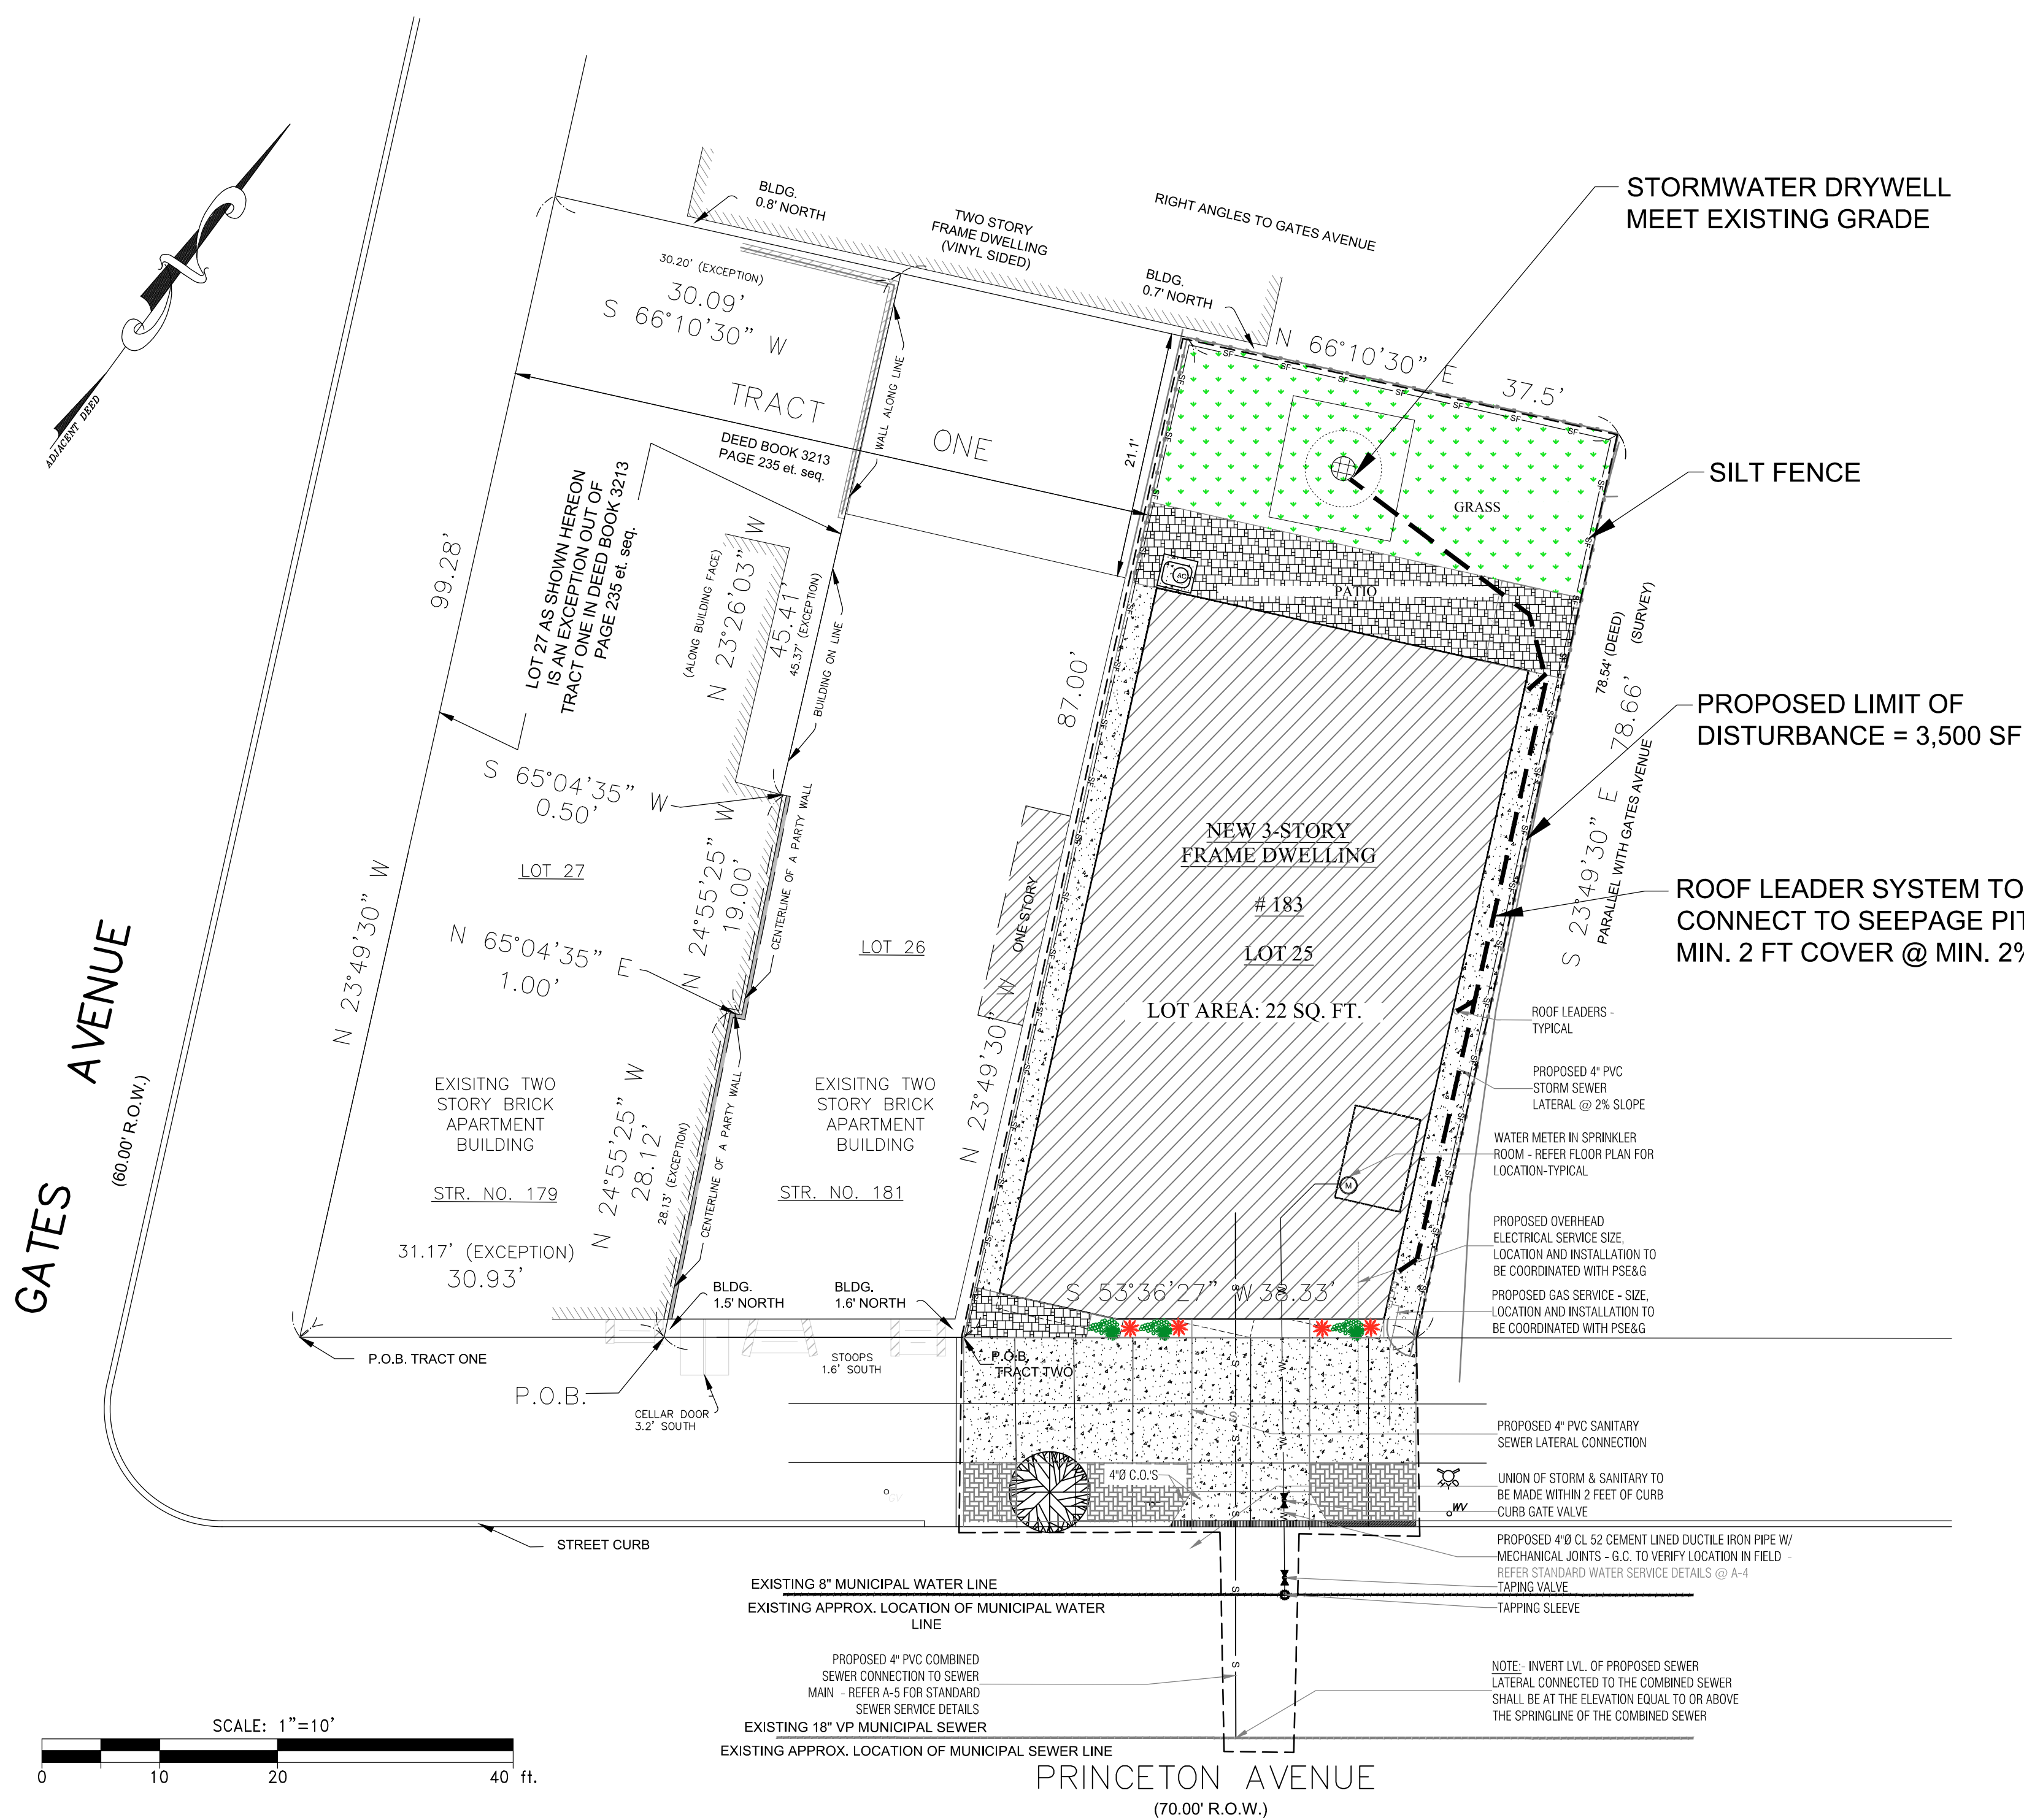 STORMWATER DRYWELL
MEET EXISTING GRADE
BLDG.
0.8' NORTH
TWO STORY
FRAME DWELLING
(VINYL SIDED)
RIGHT ANGLES TO GATES AVENUE
BLDG.
0.7' NORTH
ADJACENT DEED
30.20' (EXCEPTION)
30.09'
S 66°10'30" W
N 66°10'30" E 37.5'
TRACT ONE
WALL ALONG LINE
DEED BOOK 3213
PAGE 235 et. seq.
21.1'
SILT FENCE
GRASS
PATIO
AC
LOT 27 AS SHOWN HEREON
IS AN EXCEPTION OUT OF
TRACT ONE IN DEED BOOK 3213
PAGE 235 et. seq.
99.28'
N 23°49'30" W
(ALONG BUILDING FACE)
N 23°26'03" W
45.41'
45.37' (EXCEPTION)
BUILDING ON LINE
87.00'
N 23°49'30" W
78.54' (DEED)
78.66' (SURVEY)
S 23°49'30" E
PARALLEL WITH GATES AVENUE
PROPOSED LIMIT OF
DISTURBANCE = 3,500 SF
S 65°04'35" W
0.50'
LOT 27
N 65°04'35" E
1.00'
N 24°55'25" W
19.00'
CENTERLINE OF A PARTY WALL
LOT 26
ONE STORY
NEW 3-STORY
FRAME DWELLING
# 183
LOT 25
LOT AREA: 22 SQ. FT.
ROOF LEADER SYSTEM TO
CONNECT TO SEEPAGE PIT
MIN. 2 FT COVER @ MIN. 2%
ROOF LEADERS -
TYPICAL
PROPOSED 4" PVC
STORM SEWER
LATERAL @ 2% SLOPE
WATER METER IN SPRINKLER
ROOM - REFER FLOOR PLAN FOR
LOCATION-TYPICAL
M
PROPOSED OVERHEAD
ELECTRICAL SERVICE SIZE,
LOCATION AND INSTALLATION TO
BE COORDINATED WITH PSE&G
PROPOSED GAS SERVICE - SIZE,
LOCATION AND INSTALLATION TO
BE COORDINATED WITH PSE&G
GATES AVENUE
(60.00' R.O.W.)
EXISITNG TWO
STORY BRICK
APARTMENT
BUILDING
STR. NO. 179
31.17' (EXCEPTION)
30.93'
N 24°55'25" W
28.12'
28.13' (EXCEPTION)
CENTERLINE OF A PARTY WALL
EXISITNG TWO
STORY BRICK
APARTMENT
BUILDING
STR. NO. 181
BLDG.
1.5' NORTH
BLDG.
1.6' NORTH
S 53°36'27" W 38.33'
P.O.B. TRACT ONE
P.O.B.
CELLAR DOOR
3.2' SOUTH
STOOPS
1.6' SOUTH
P.O.B.
TRACT TWO
4"Ø C.O.'S
WV
WV
STREET CURB
PROPOSED 4" PVC SANITARY
SEWER LATERAL CONNECTION
UNION OF STORM & SANITARY TO
BE MADE WITHIN 2 FEET OF CURB
CURB GATE VALVE
PROPOSED 4"Ø CL 52 CEMENT LINED DUCTILE IRON PIPE W/
MECHANICAL JOINTS - G.C. TO VERIFY LOCATION IN FIELD -
REFER STANDARD WATER SERVICE DETAILS @ A-4
TAPING VALVE
TAPPING SLEEVE
EXISTING 8" MUNICIPAL WATER LINE
EXISTING APPROX. LOCATION OF MUNICIPAL WATER
LINE
PROPOSED 4" PVC COMBINED
SEWER CONNECTION TO SEWER
MAIN - REFER A-5 FOR STANDARD
SEWER SERVICE DETAILS
NOTE:- INVERT LVL. OF PROPOSED SEWER
LATERAL CONNECTED TO THE COMBINED SEWER
SHALL BE AT THE ELEVATION EQUAL TO OR ABOVE
THE SPRINGLINE OF THE COMBINED SEWER
EXISTING 18" VP MUNICIPAL SEWER
EXISTING APPROX. LOCATION OF MUNICIPAL SEWER LINE
PRINCETON AVENUE
(70.00' R.O.W.)
SCALE: 1"=10'
0 10 20 40 ft.